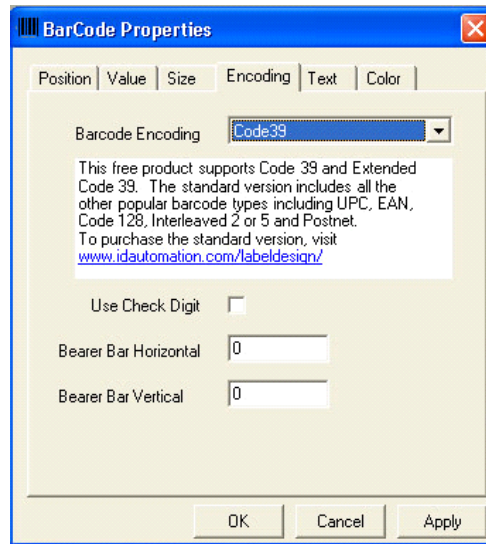 BarCode Properties
Position Value Size Encoding Text Color
Barcode Encoding Code39
This free product supports Code 39 and Extended
Code 39. The standard version includes all the
other popular barcode types including UPC, EAN,
Code 128, Interleaved 2 or 5 and Postnet.
To purchase the standard version, visit
www.idautomation.com/labeldesign/
Use Check Digit
Bearer Bar Horizontal 0
Bearer Bar Vertical 0
OK Cancel Apply